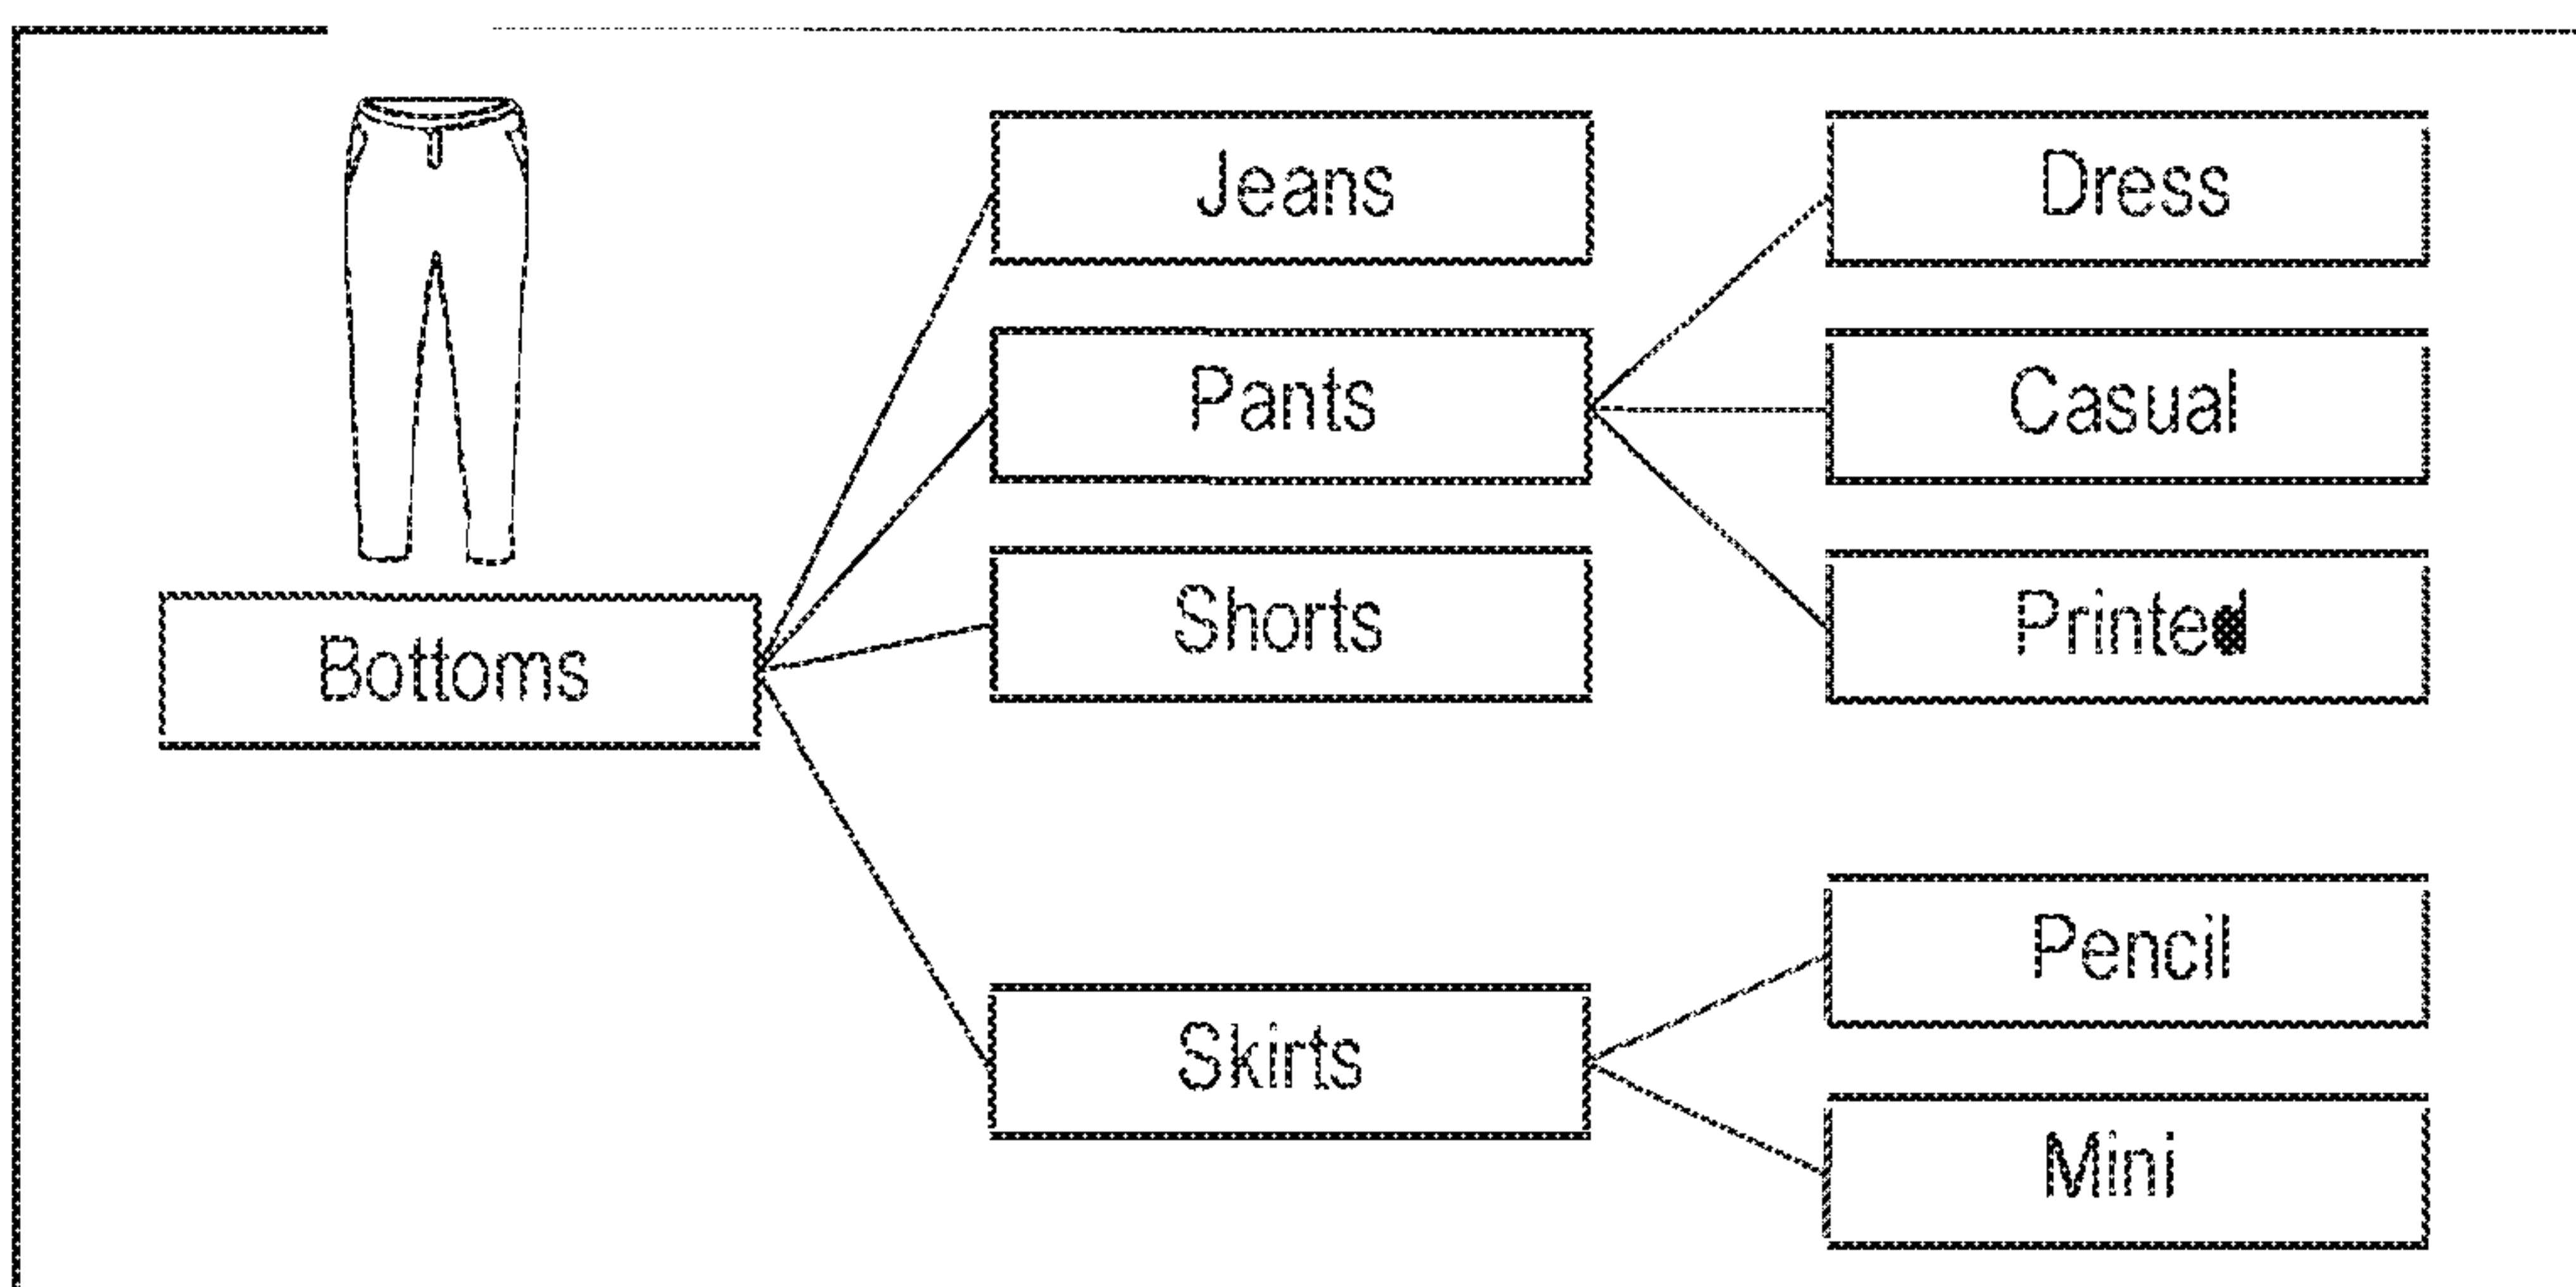 Jeans
Dress
Pants
Casual
Shorts
Printed
Bottoms
Pencil
Skirts
Mini